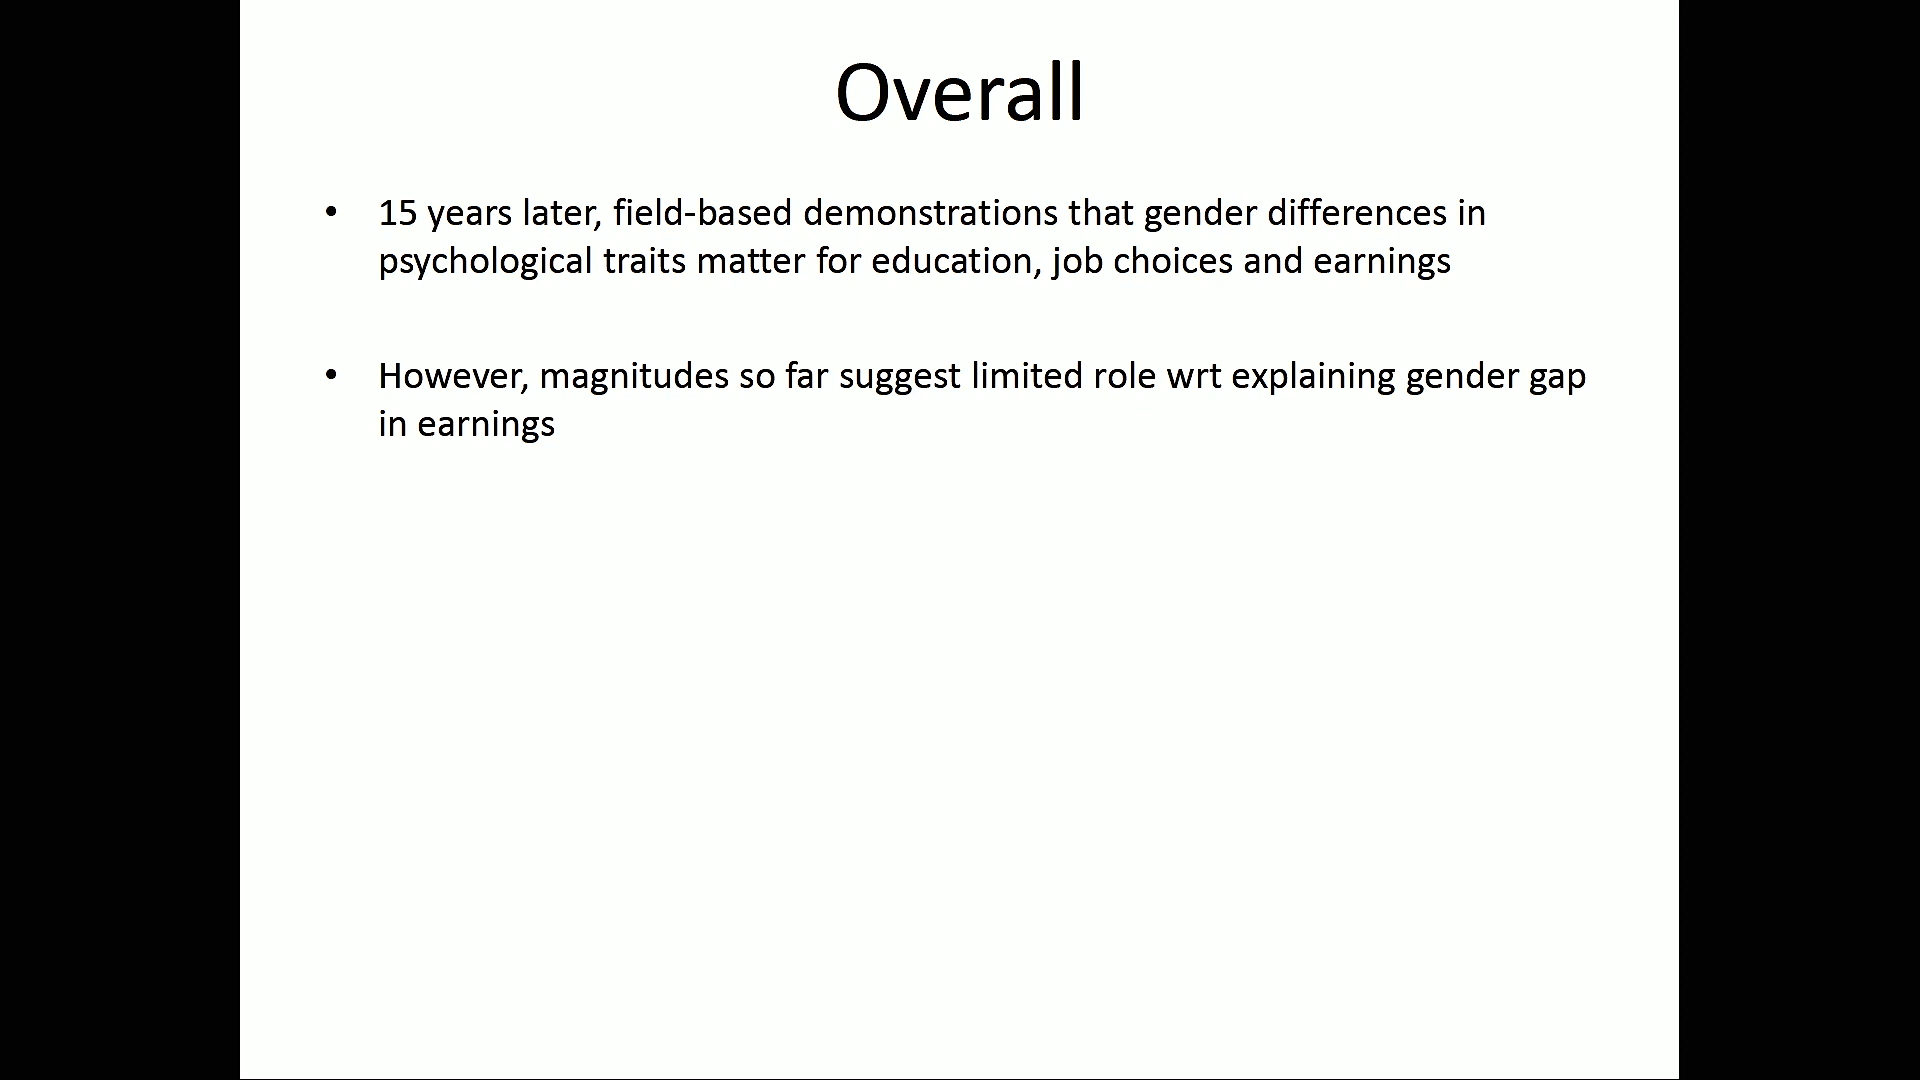 Overall
• 15 years later, field-based demonstrations that gender differences in
psychological traits matter for education, job choices and earnings
• However, magnitudes so far suggest limited role wrt explaining gender gap
in earnings